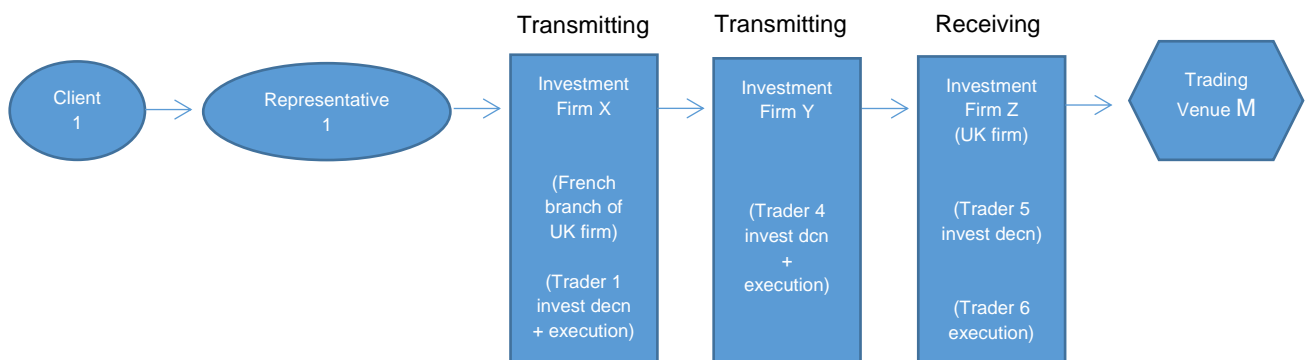 Transmitting
Transmitting
Receiving
Client
1
Representative
1
Investment
Firm X
(French
branch of
UK firm)
(Trader 1
invest decn
+ execution)
Investment
Firm Y
(Trader 4
invest dcn
+
execution)
Investment
Firm Z
(UK firm)
(Trader 5
invest decn)
(Trader 6
execution)
Trading
Venue M